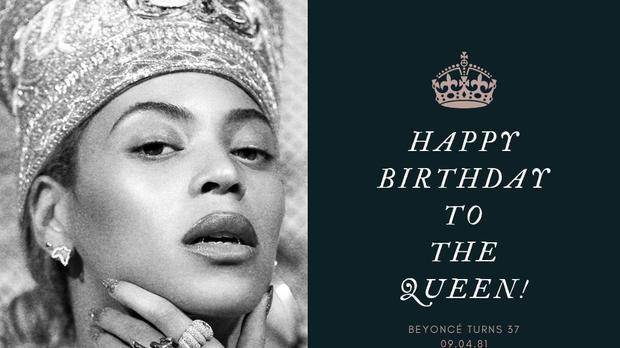 HAPPY
BIRTHDAY
TO
THE
QUEEN!
BEYONCÉ TURNS 37
09.04.81